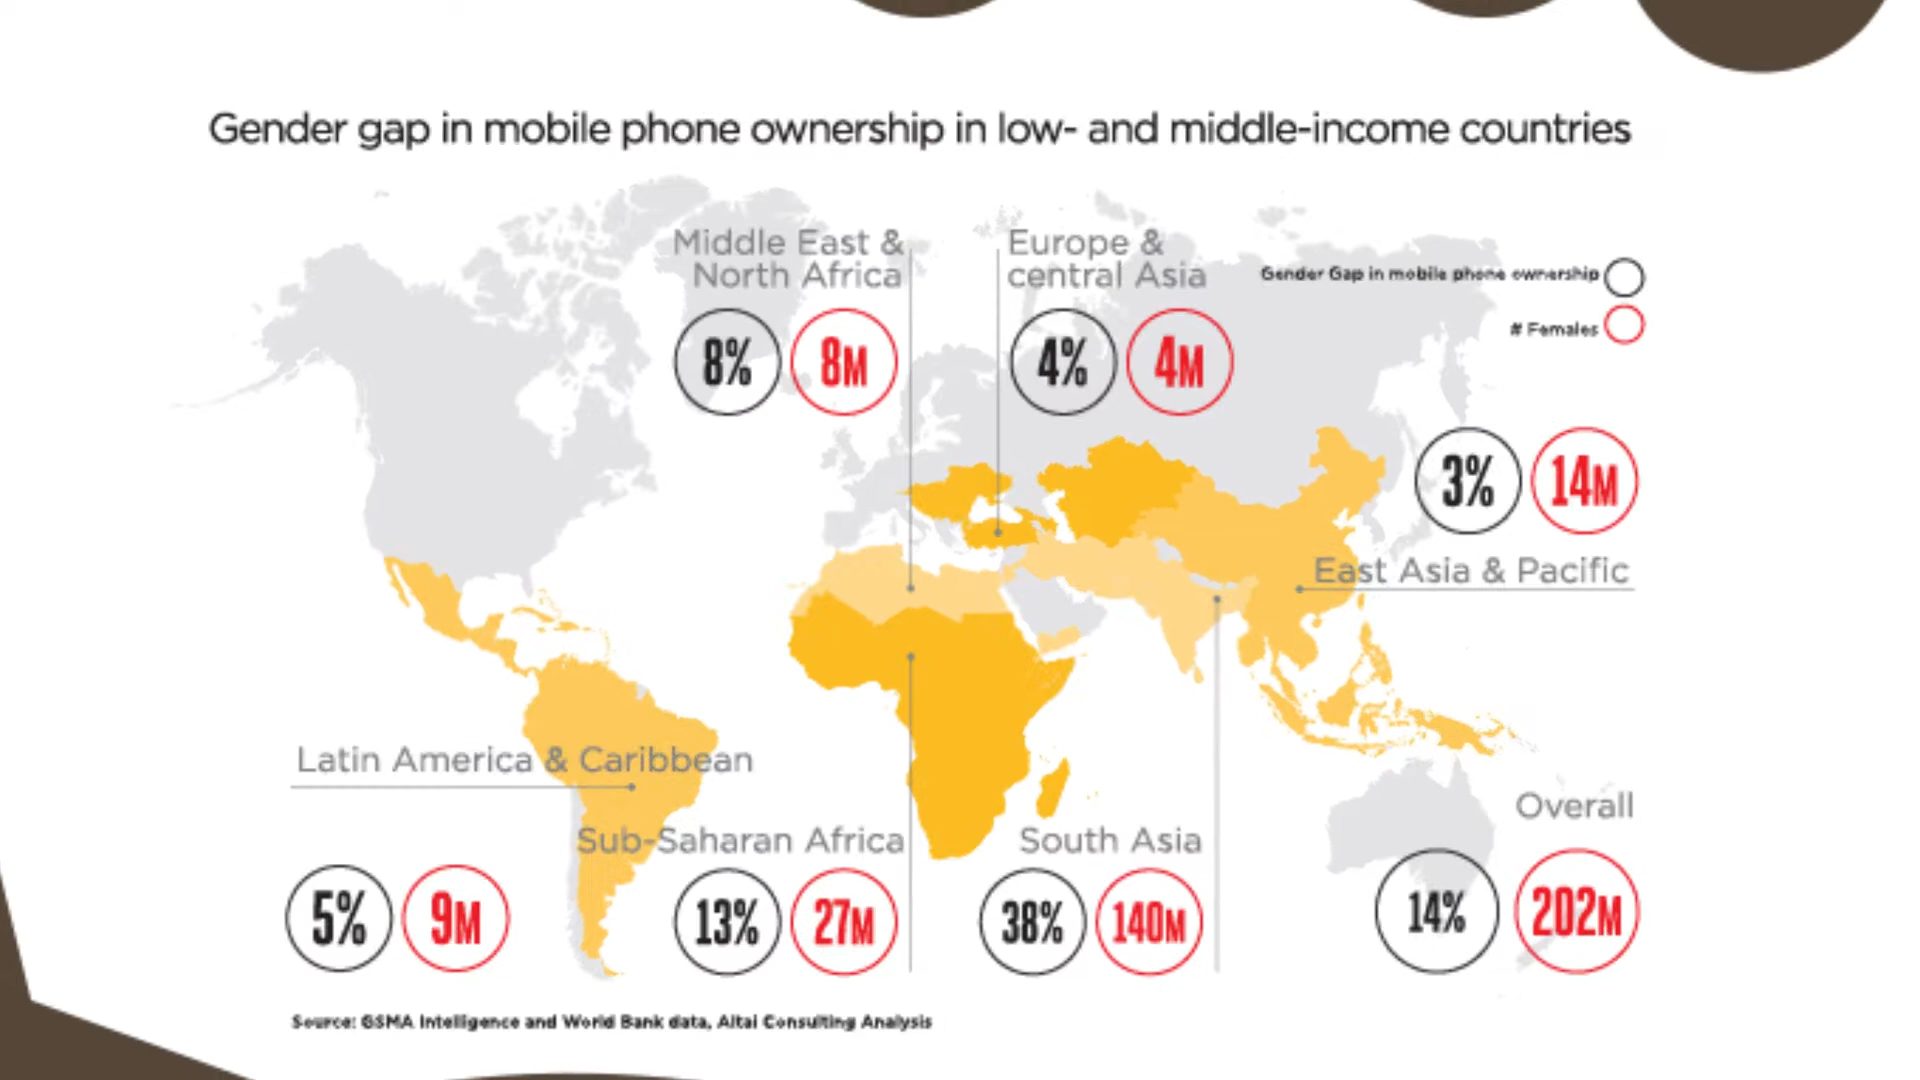 Gender gap in mobile phone ownership in low- and middle-income countries
Middle East &
North Africa
8%
8M
Europe &
central Asia
4%
4M
Gender Gap in mobile phone ownership
# Females
3%
14M
East Asia & Pacific
Latin America & Caribbean
5%
9M
Sub-Saharan Africa
13%
27M
South Asia
38%
140M
Overall
14%
202M
Source: GSMA Intelligence and World Bank data, Altai Consulting Analysis